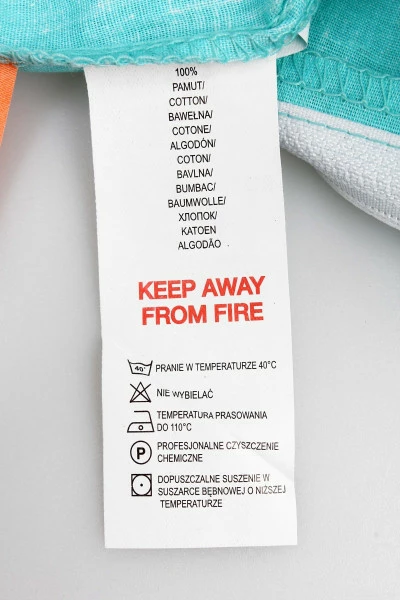 100%
PAMUT/
COTTON/
BAWEŁNA/
COTONE/
ALGODÓN/
COTON/
BAVLNA/
BUMBAC/
BAUMWOLLE/
ХЛОПОК/
KATOEN
ALGODÃO
KEEP AWAY
FROM FIRE
40° PRANIE W TEMPERATURZE 40°C
NIE WYBIELAĆ
TEMPERATURA PRASOWANIA
DO 110°C
P PROFESJONALNE CZYSZCZENIE
CHEMICZNE
DOPUSZCZALNE SUSZENIE W
SUSZARCE BĘBNOWEJ O NIŻSZEJ
TEMPERATURZE